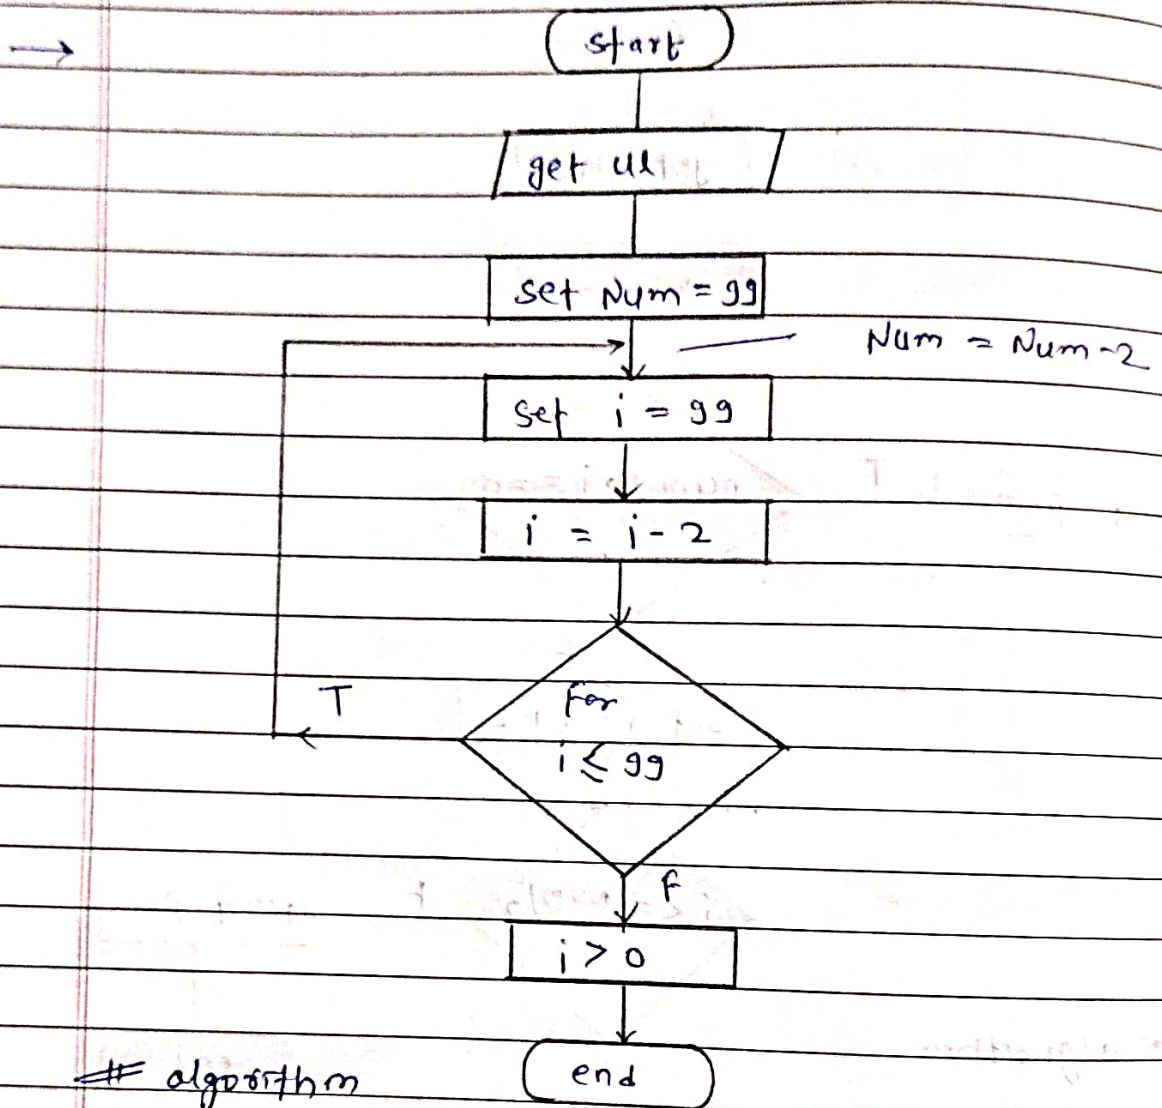 start
get ul
set Num = 99
Num = Num-2
set i = 99
i = i-2
T
for
i ≤ 99
F
i > 0
end
# algorithm